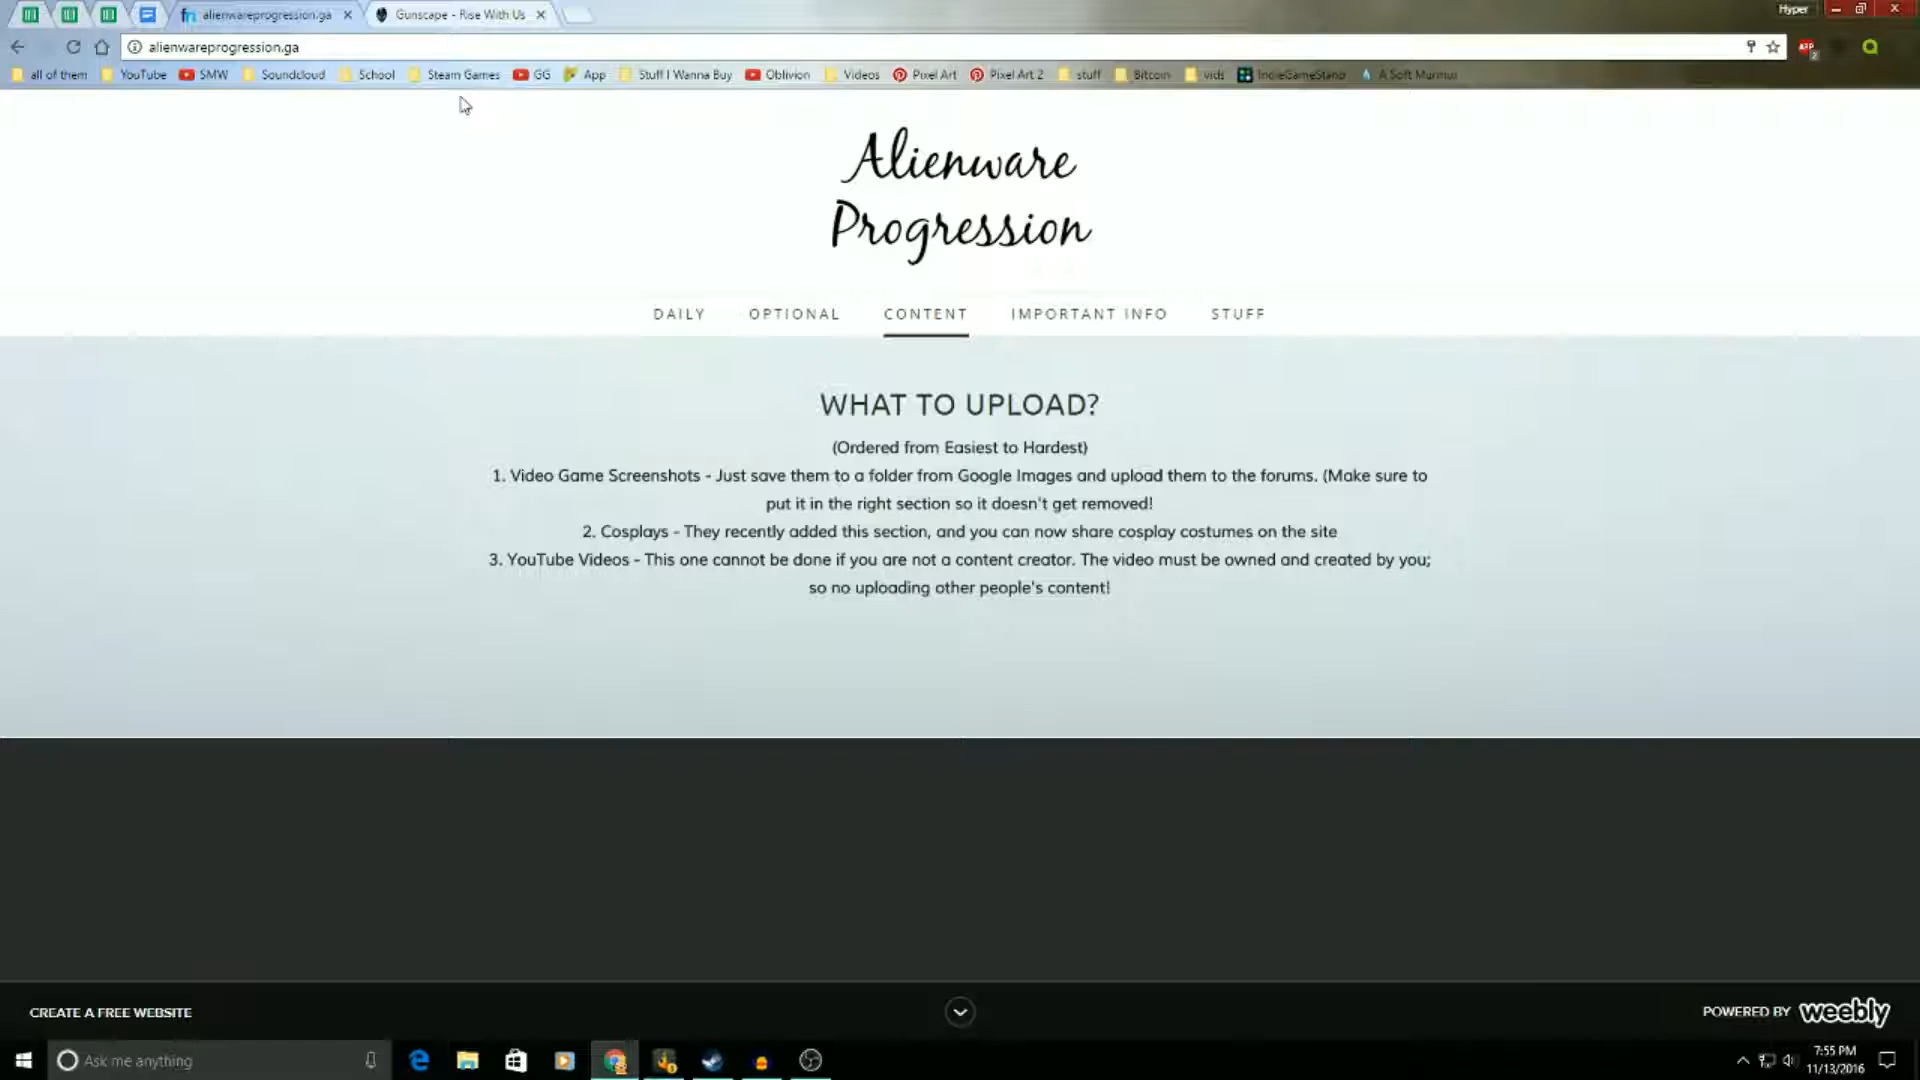 alienwareprogression.ga
Gunscape - Rise With Us
Hyper
alienwareprogression.ga
all of them YouTube SMW Soundcloud School Steam Games GG App Stuff I Wanna Buy Oblivion Videos Pixel Art Pixel Art 2 stuff Bitcoin vids IndieGameStand A Soft Murmur
Alienware
Progression
DAILY OPTIONAL CONTENT IMPORTANT INFO STUFF
WHAT TO UPLOAD?
(Ordered from Easiest to Hardest)
1. Video Game Screenshots - Just save them to a folder from Google Images and upload them to the forums. (Make sure to
put it in the right section so it doesn't get removed!
2. Cosplays - They recently added this section, and you can now share cosplay costumes on the site
3. YouTube Videos - This one cannot be done if you are not a content creator. The video must be owned and created by you;
so no uploading other people's content!
CREATE A FREE WEBSITE
POWERED BY weebly
Ask me anything
7:55 PM
11/13/2016